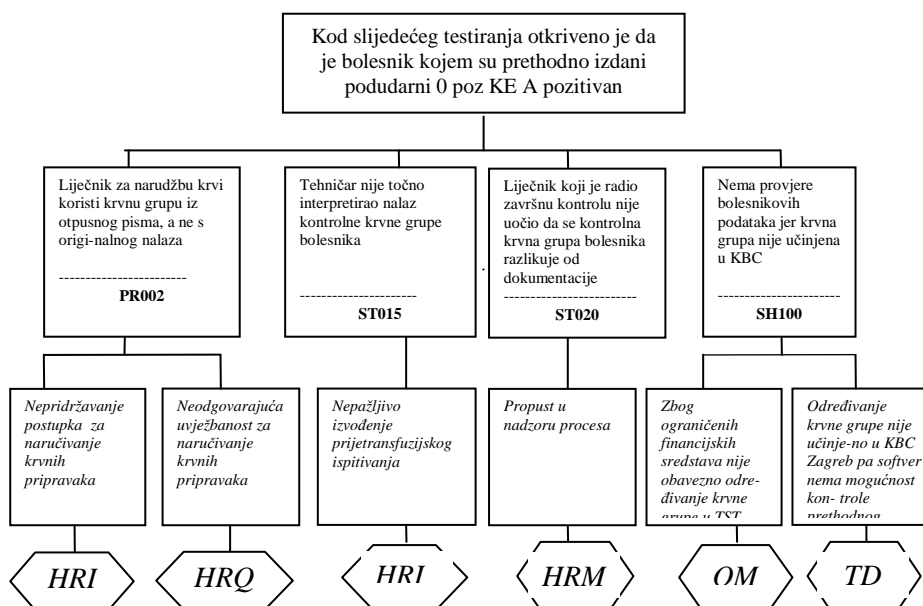 Kod slijedećeg testiranja otkriveno je da
je bolesnik kojem su prethodno izdani
podudarni 0 poz KE A pozitivan
Liječnik za narudžbu krvi
koristi krvnu grupu iz
otpusnog pisma, a ne s
origi-nalnog nalaza
------------------------
PR002
Tehničar nije točno
interpretirao nalaz
kontrolne krvne grupe
bolesnika
----------------------
ST015
.
Liječnik koji je radio
završnu kontrolu nije
uočio da se kontrolna
krvna grupa bolesnika
razlikuje od
dokumentacije
-------------------------
ST020
Nema provjere
bolesnikovih
podataka jer krvna
grupa nije učinjena
u KBC
-----------------------
SH100
Nepridržavanje
postupka za
naručivanje
krvnih
pripravaka
Neodgovarajuća
uvježbanost za
naručivanje
krvnih
pripravaka
Nepažljivo
izvođenje
prijetransfuzijskog
ispitivanja
Propust u
nadzoru procesa
Zbog
ograničenih
financijskih
sredstava nije
obavezno odre-
đivanje krvne
grupe u TST
Određivanje
krvne grupe nije
učinje-no u KBC
Zagreb pa softver
nema mogućnost
kon- trole
prethodnog
HRI
HRQ
HRI
HRM
OM
TD